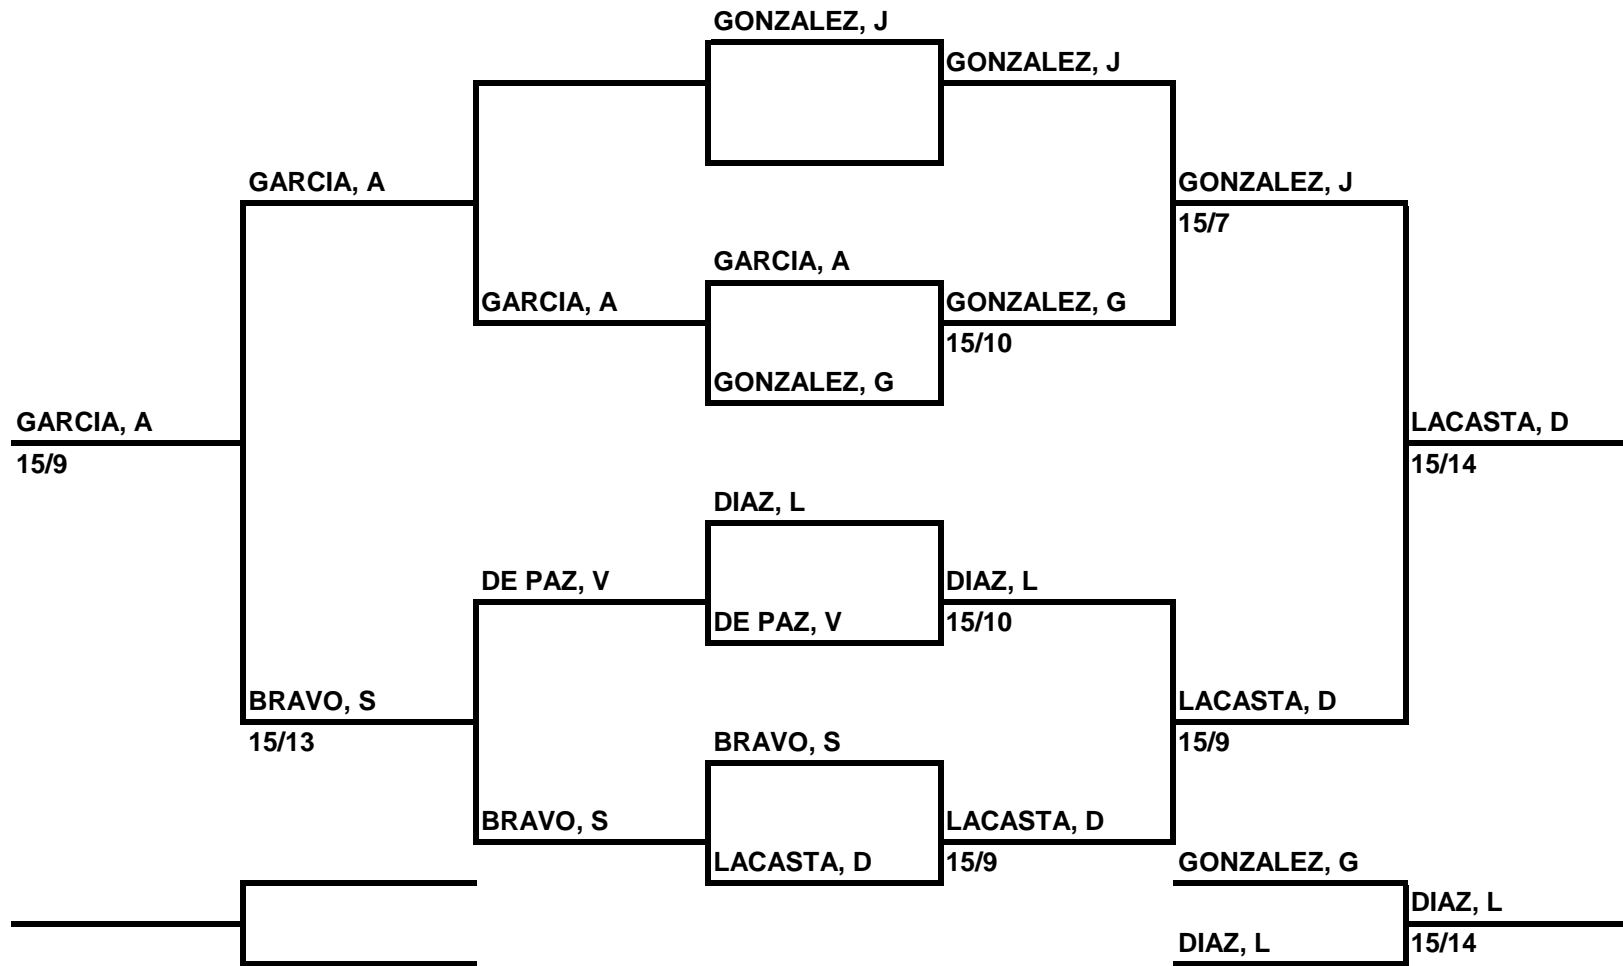 GONZALEZ, J
GONZALEZ, J
GARCIA, A
GONZALEZ, J
15/7
GARCIA, A
GARCIA, A
GONZALEZ, G
15/10
GONZALEZ, G
GARCIA, A
LACASTA, D
15/9
15/14
DIAZ, L
DE PAZ, V
DIAZ, L
DE PAZ, V
15/10
BRAVO, S
LACASTA, D
15/13
BRAVO, S
15/9
BRAVO, S
LACASTA, D
LACASTA, D
15/9
GONZALEZ, G
DIAZ, L
DIAZ, L
15/14